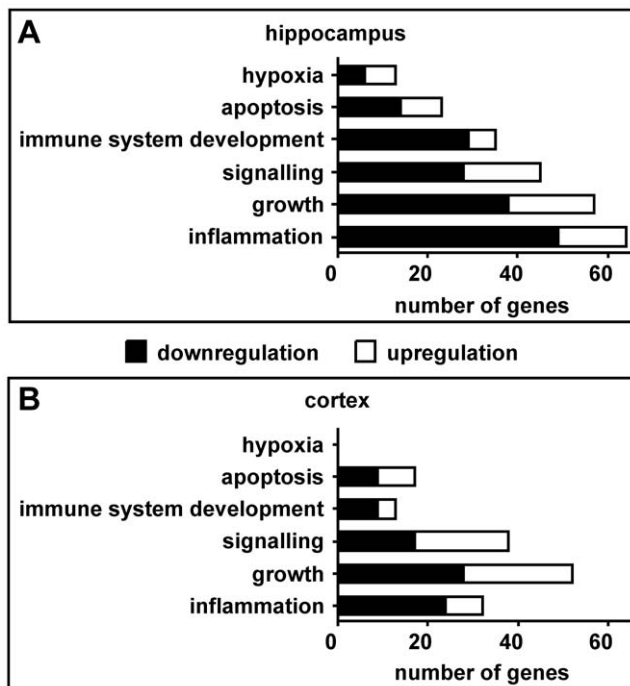 A
hippocampus
hypoxia
apoptosis
immune system development
signalling
growth
inflammation
0 20 40 60
number of genes
downregulation upregulation
B
cortex
hypoxia
apoptosis
immune system development
signalling
growth
inflammation
0 20 40 60
number of genes